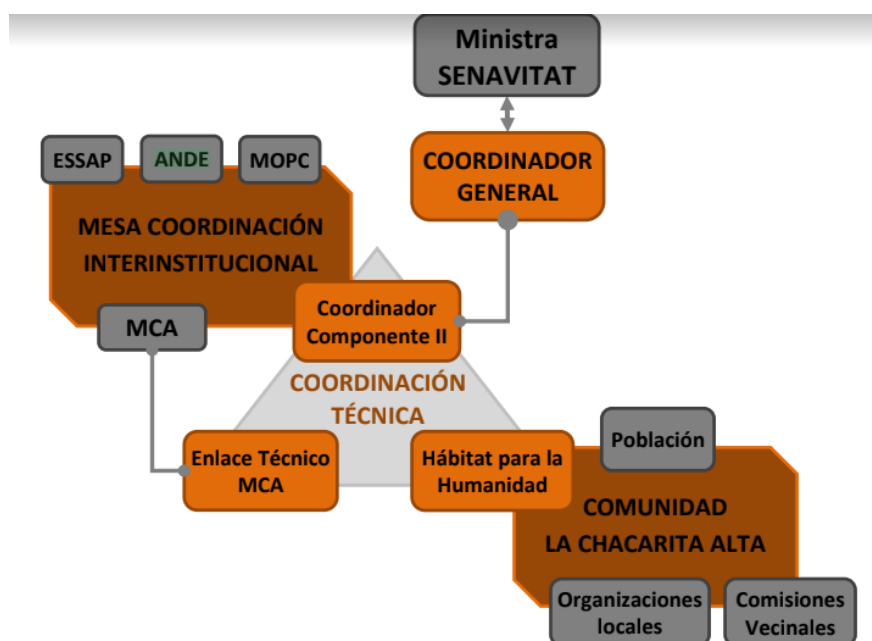 Ministra
SENAVITAT
COORDINADOR
GENERAL
ESSAP
ANDE
MOPC
MESA COORDINACIÓN
INTERINSTITUCIONAL
MCA
Coordinador
Componente II
COORDINACIÓN
TÉCNICA
Enlace Técnico
MCA
Hábitat para la
Humanidad
Población
COMUNIDAD
LA CHACARITA ALTA
Organizaciones
locales
Comisiones
Vecinales